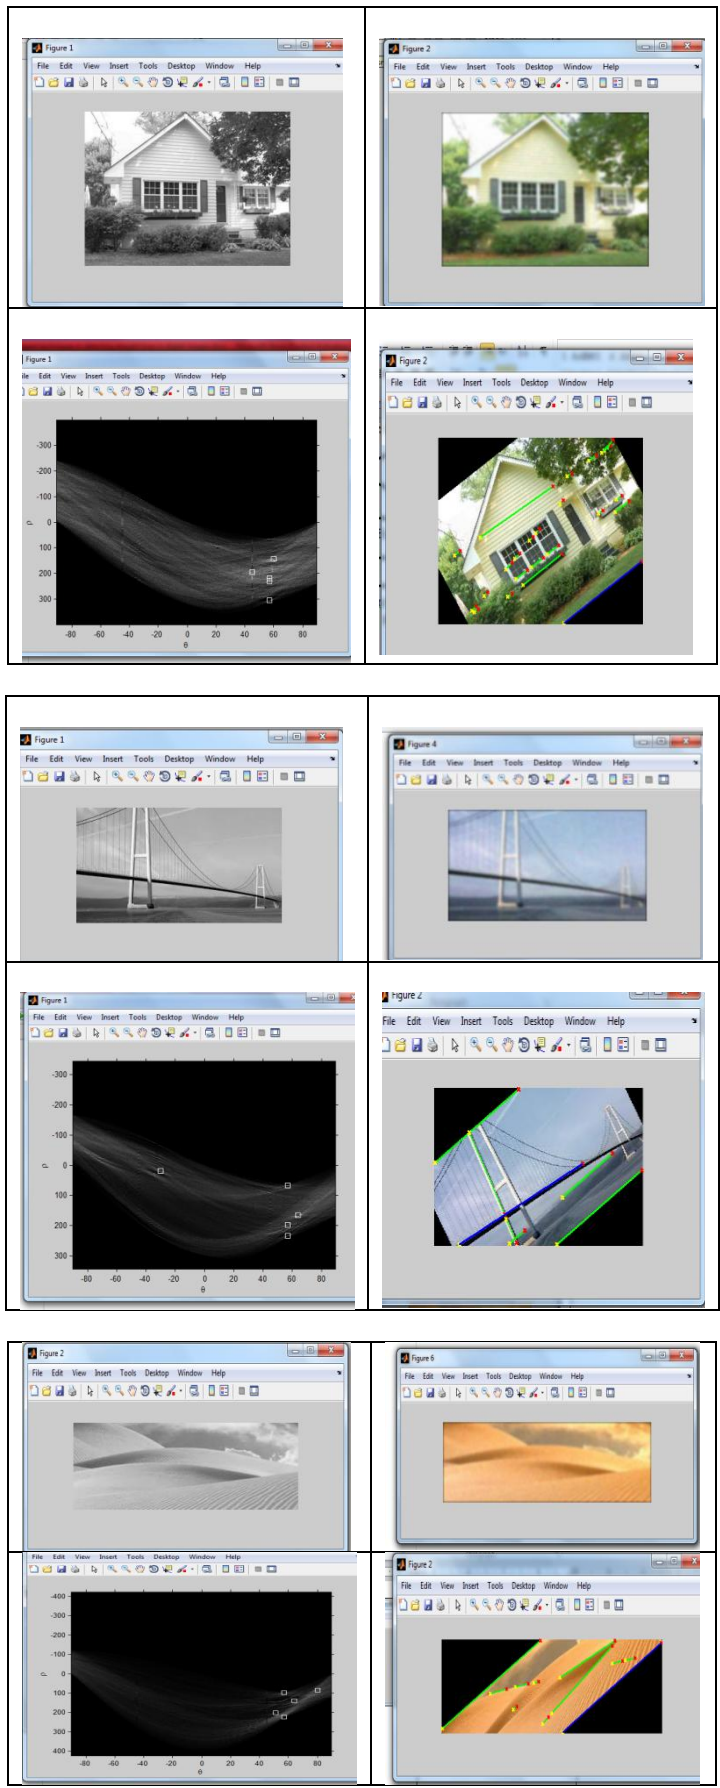 Figure 1
File Edit View Insert Tools Desktop Window Help
Figure 2
File Edit View Insert Tools Desktop Window Help
Figure 1
ile Edit View Insert Tools Desktop Window Help
-300
-200
-100
0
100
200
300
ρ
-80 -60 -40 -20 0 20 40 60 80
θ
Figure 2
File Edit View Insert Tools Desktop Window Help
Figure 1
File Edit View Insert Tools Desktop Window Help
Figure 4
File Edit View Insert Tools Desktop Window Help
Figure 1
File Edit View Insert Tools Desktop Window Help
-300
-200
-100
0
100
200
300
ρ
-80 -60 -40 -20 0 20 40 60 80
θ
Figure 2
File Edit View Insert Tools Desktop Window Help
Figure 2
File Edit View Insert Tools Desktop Window Help
Figure 6
File Edit View Insert Tools Desktop Window Help
File Edit View Insert Tools Desktop Window Help
-400
-300
-200
-100
0
100
200
300
400
ρ
-80 -60 -40 -20 0 20 40 60 80
θ
Figure 2
File Edit View Insert Tools Desktop Window Help